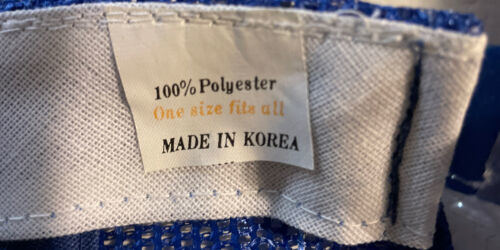 100% Polyester
One size fits all
MADE IN KOREA